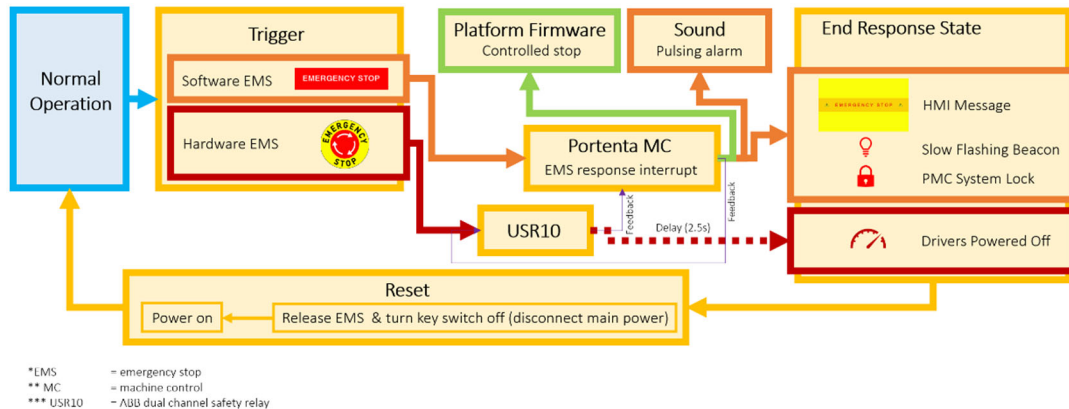 Normal
Operation
Trigger
Software EMS
EMERGENCY STOP
Hardware EMS
EMERGENCY
STOP
Platform Firmware
Controlled stop
Sound
Pulsing alarm
Portenta MC
EMS response interrupt
Feedback
Feedback
USR10
Delay (2.5s)
End Response State
EMERGENCY STOP
HMI Message
Slow Flashing Beacon
PMC System Lock
Drivers Powered Off
Reset
Power on
Release EMS & turn key switch off (disconnect main power)
*EMS = emergency stop
** MC = machine control
*** USR10 = ABB dual channel safety relay